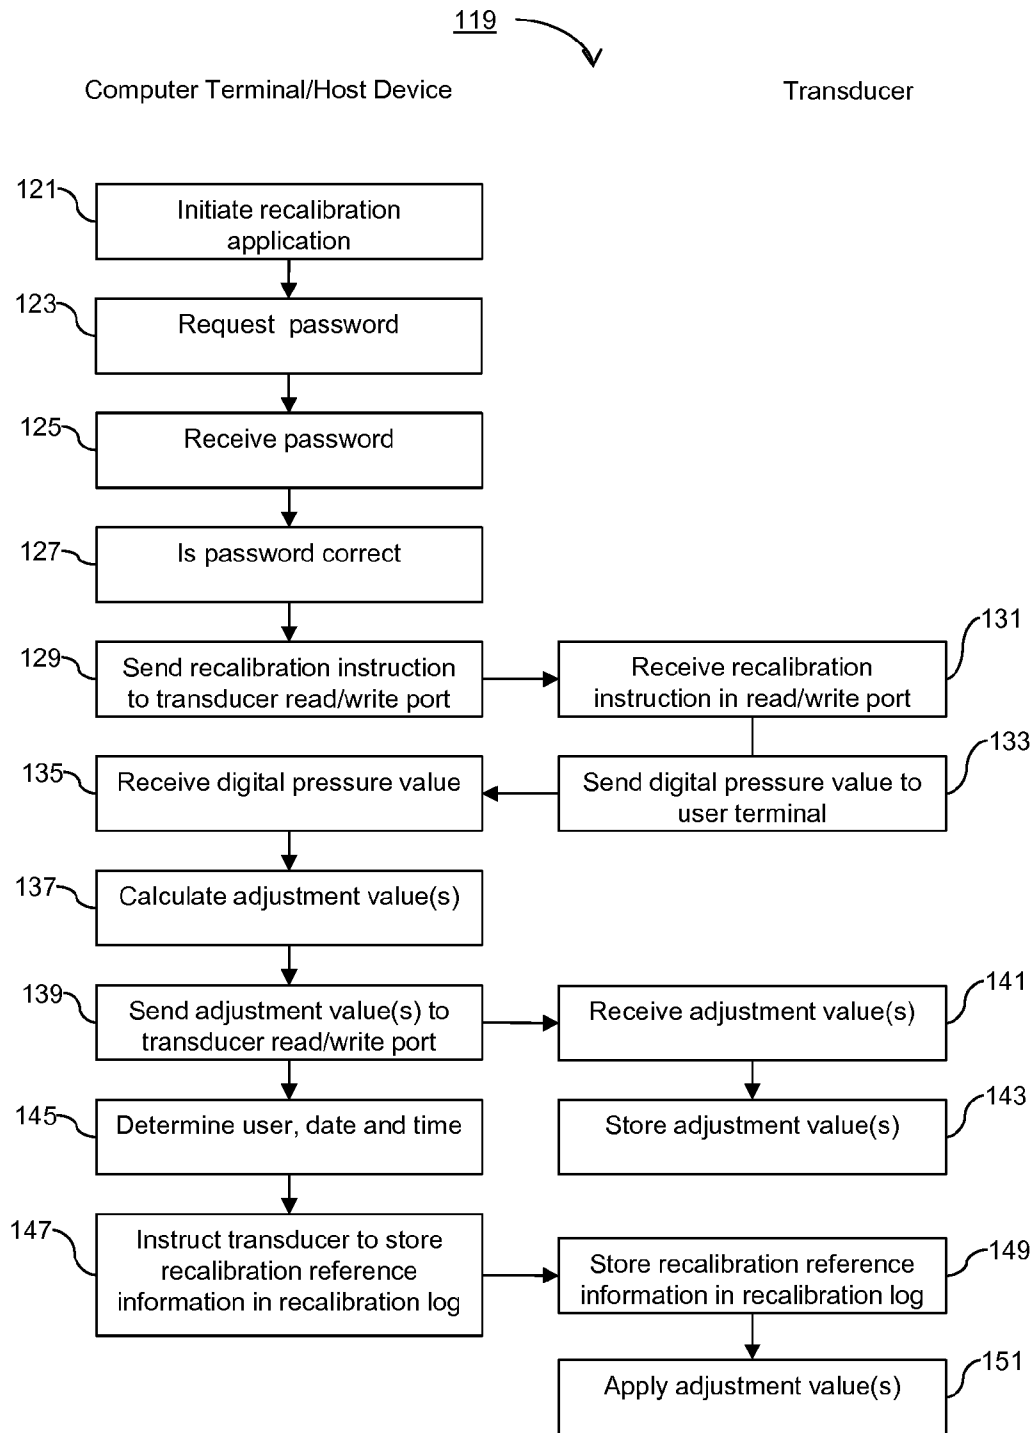 119
Computer Terminal/Host Device
Transducer
121
Initiate recalibration
application
123
Request password
125
Receive password
127
Is password correct
129
Send recalibration instruction
to transducer read/write port
131
Receive recalibration
instruction in read/write port
133
Send digital pressure value to
user terminal
135
Receive digital pressure value
137
Calculate adjustment value(s)
139
Send adjustment value(s) to
transducer read/write port
141
Receive adjustment value(s)
143
Store adjustment value(s)
145
Determine user, date and time
147
Instruct transducer to store
recalibration reference
information in recalibration log
149
Store recalibration reference
information in recalibration log
151
Apply adjustment value(s)